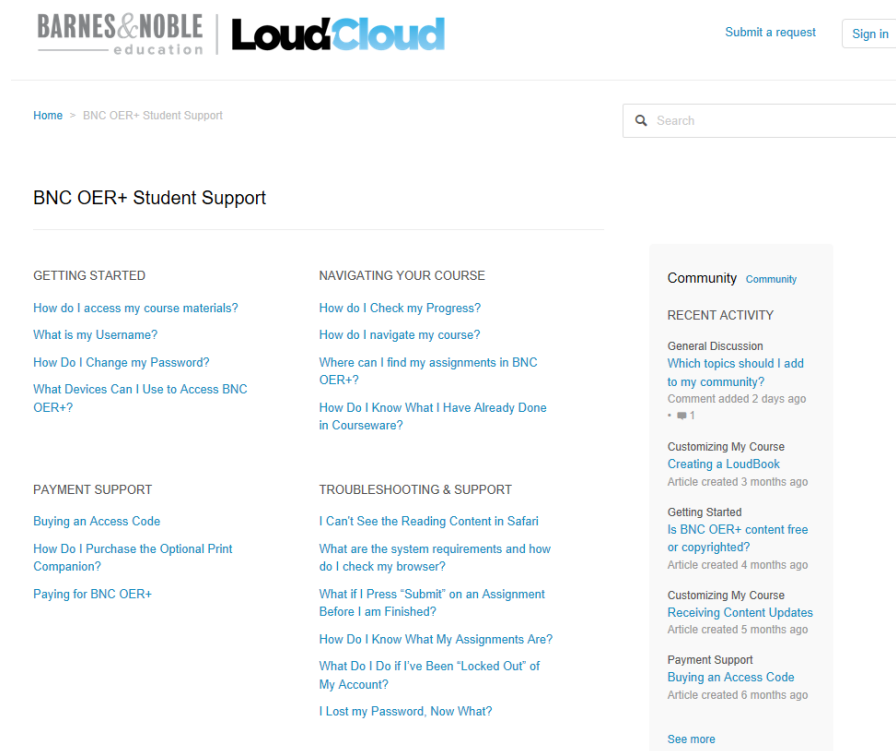 BARNES&NOBLE
education
LoudCloud
Submit a request
Sign in
Home > BNC OER+ Student Support
Search
BNC OER+ Student Support
GETTING STARTED
How do I access my course materials?
What is my Username?
How Do I Change my Password?
What Devices Can I Use to Access BNC
OER+?
NAVIGATING YOUR COURSE
How do I Check my Progress?
How do I navigate my course?
Where can I find my assignments in BNC
OER+?
How Do I Know What I Have Already Done
in Courseware?
PAYMENT SUPPORT
Buying an Access Code
How Do I Purchase the Optional Print
Companion?
Paying for BNC OER+
TROUBLESHOOTING & SUPPORT
I Can't See the Reading Content in Safari
What are the system requirements and how
do I check my browser?
What if I Press “Submit” on an Assignment
Before I am Finished?
How Do I Know What My Assignments Are?
What Do I Do if I've Been “Locked Out” of
My Account?
I Lost my Password, Now What?
Community Community
RECENT ACTIVITY
General Discussion
Which topics should I add
to my community?
Comment added 2 days ago
• 1
Customizing My Course
Creating a LoudBook
Article created 3 months ago
Getting Started
Is BNC OER+ content free
or copyrighted?
Article created 4 months ago
Customizing My Course
Receiving Content Updates
Article created 5 months ago
Payment Support
Buying an Access Code
Article created 6 months ago
See more